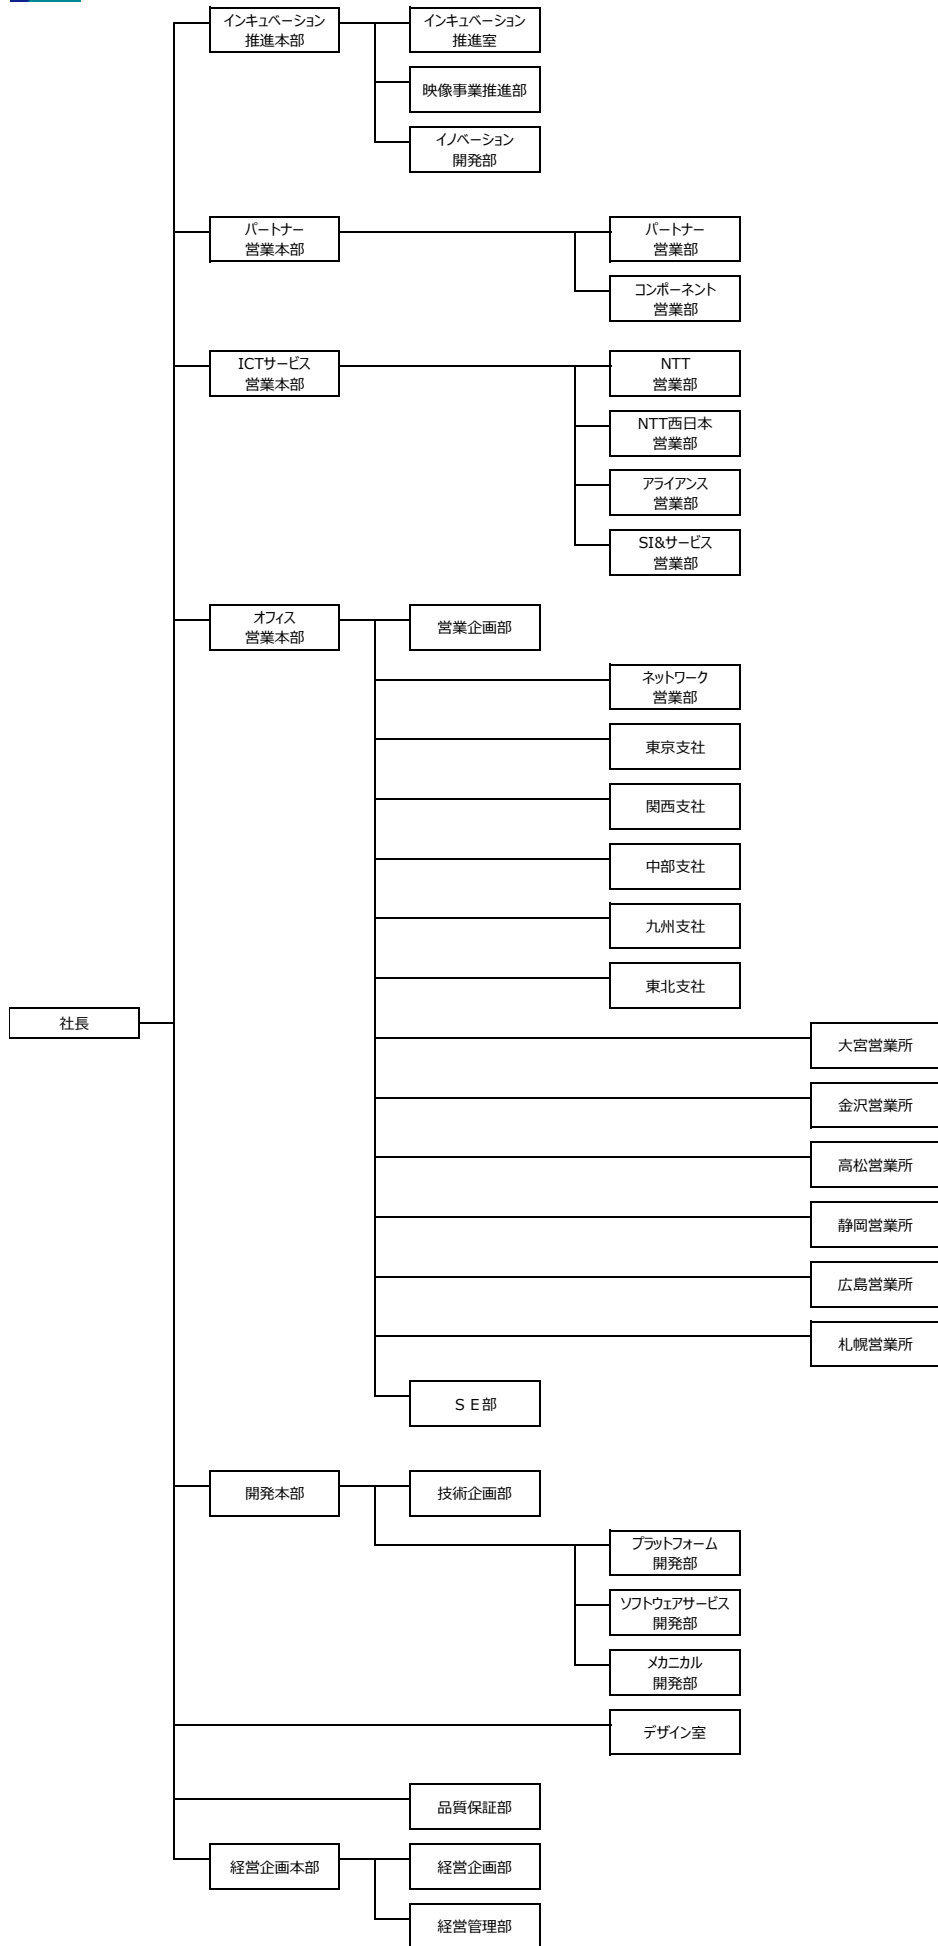 インキュベーション
推進本部
インキュベーション
推進室
映像事業推進部
イノベーション
開発部
パートナー
営業本部
パートナー
営業部
コンポーネント
営業部
ICTサービス
営業本部
NTT
営業部
NTT西日本
営業部
アライアンス
営業部
SI&サービス
営業部
オフィス
営業本部
営業企画部
ネットワーク
営業部
東京支社
関西支社
中部支社
九州支社
東北支社
社長
大宮営業所
金沢営業所
高松営業所
静岡営業所
広島営業所
札幌営業所
ＳＥ部
開発本部
技術企画部
プラットフォーム
開発部
ソフトウェアサービス
開発部
メカニカル
開発部
デザイン室
品質保証部
経営企画本部
経営企画部
経営管理部